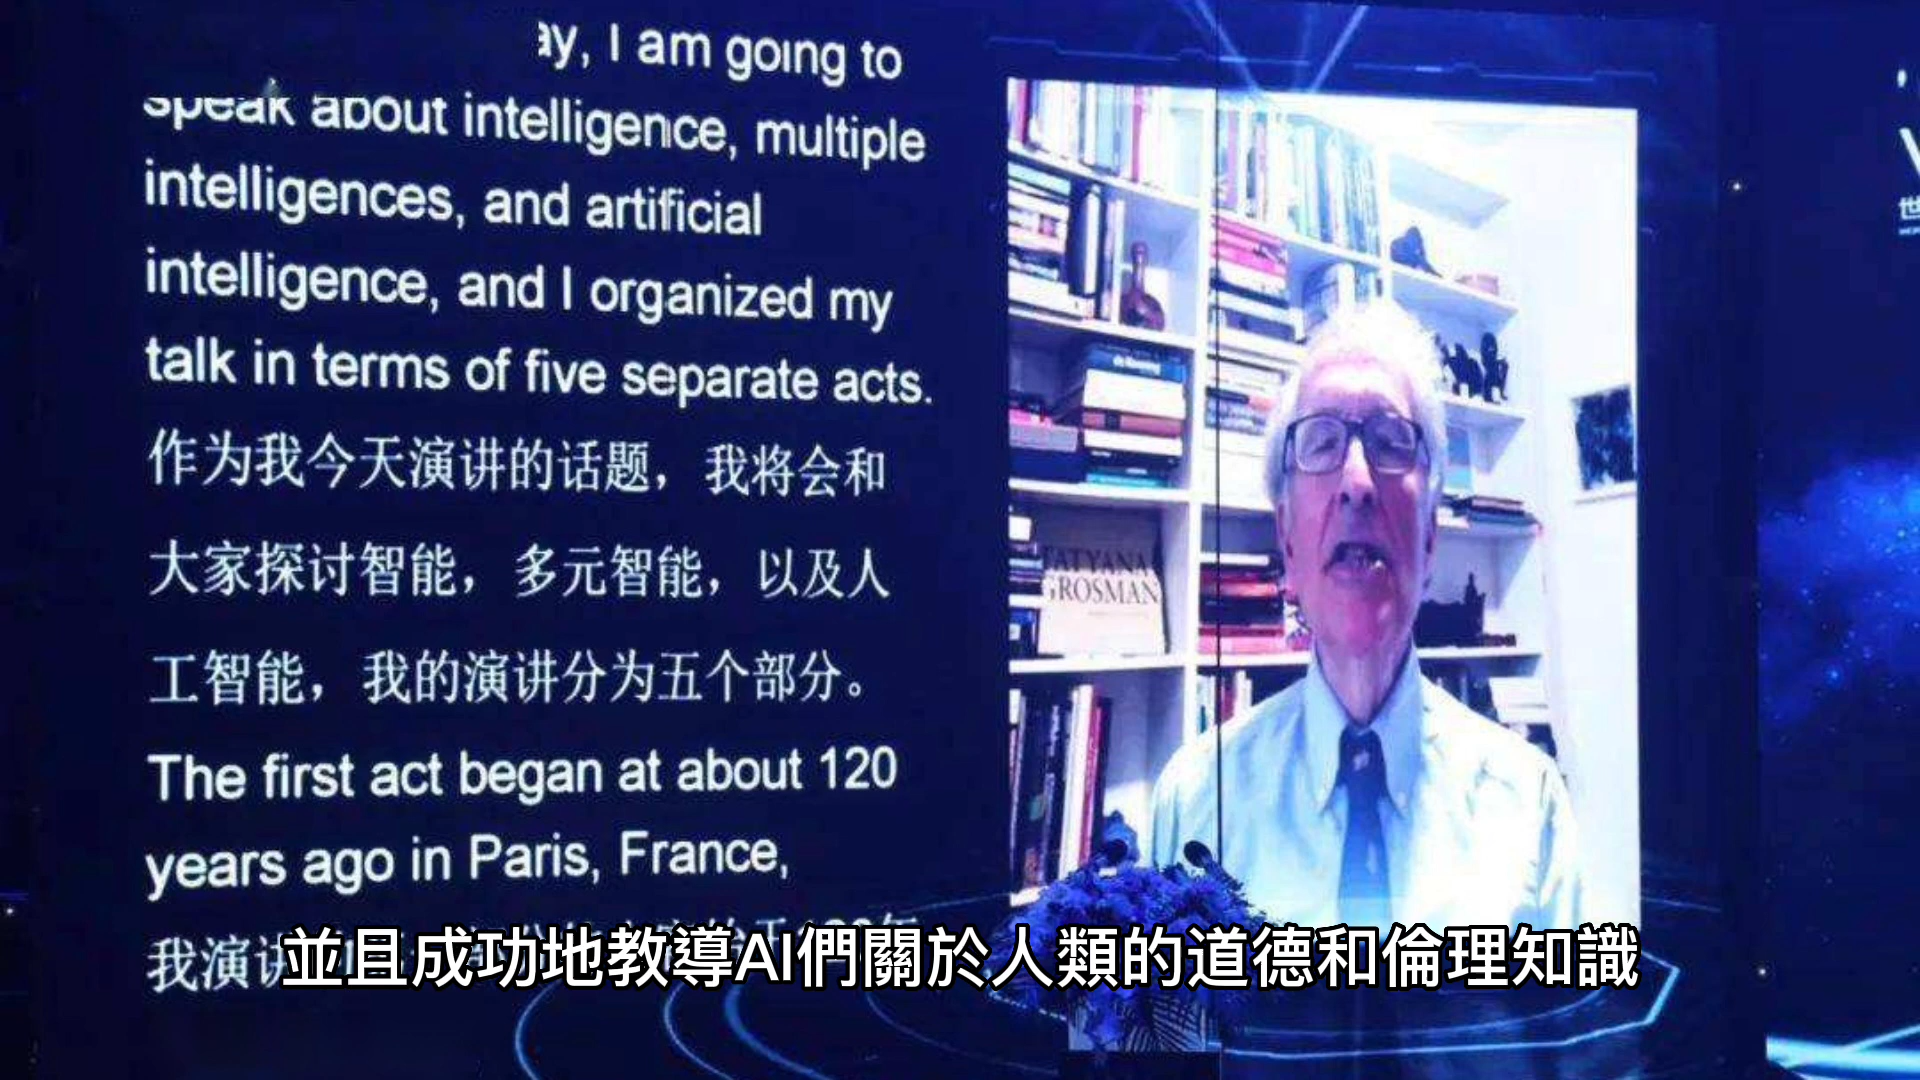 I am going to
speak about intelligence, multiple
intelligences, and artificial
intelligence, and I organized my
talk in terms of five separate acts.
作为我今天演讲的话题，我将会和
大家探讨智能，多元智能，以及人
工智能，我的演讲分为五个部分。
The first act began at about 120
years ago in Paris, France,
我演讲
並且成功地教導AI們關於人類的道德和倫理知識
TATYANA
GROSMAN
世